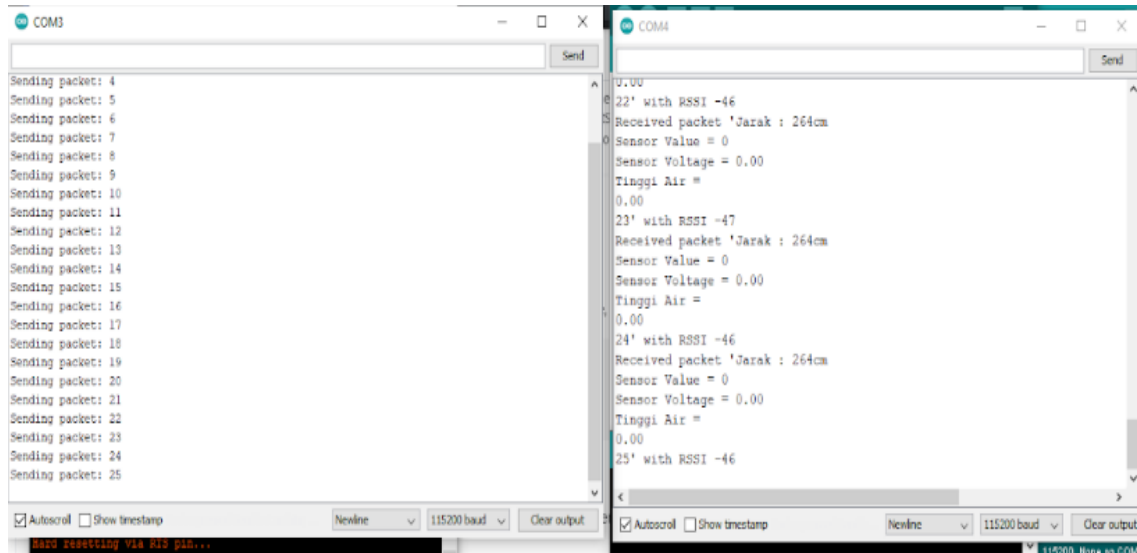 COM3
Send
Sending packet: 4
Sending packet: 5
Sending packet: 6
Sending packet: 7
Sending packet: 8
Sending packet: 9
Sending packet: 10
Sending packet: 11
Sending packet: 12
Sending packet: 13
Sending packet: 14
Sending packet: 15
Sending packet: 16
Sending packet: 17
Sending packet: 18
Sending packet: 19
Sending packet: 20
Sending packet: 21
Sending packet: 22
Sending packet: 23
Sending packet: 24
Sending packet: 25
Autoscroll Show timestamp Newline 115200 baud Clear output
Hard resetting via RTS pin...
COM4
Send
0.00
22' with RSSI -46
Received packet 'Jarak : 264cm
Sensor Value = 0
Sensor Voltage = 0.00
Tinggi Air =
0.00
23' with RSSI -47
Received packet 'Jarak : 264cm
Sensor Value = 0
Sensor Voltage = 0.00
Tinggi Air =
0.00
24' with RSSI -46
Received packet 'Jarak : 264cm
Sensor Value = 0
Sensor Voltage = 0.00
Tinggi Air =
0.00
25' with RSSI -46
Autoscroll Show timestamp Newline 115200 baud Clear output